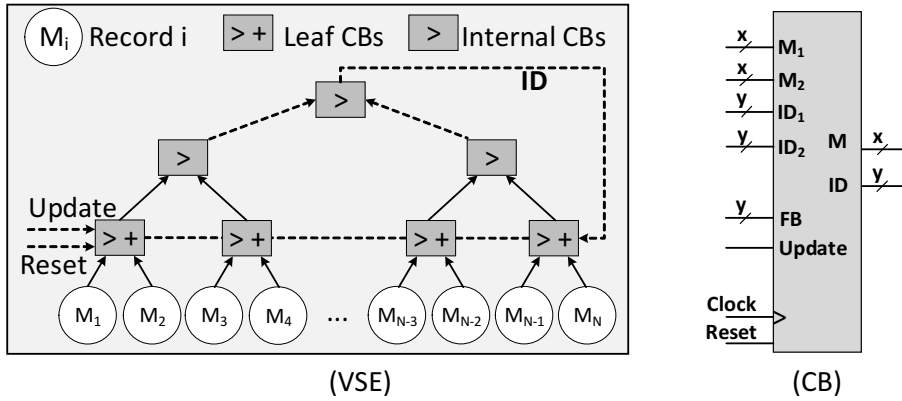 Mi Record i > + Leaf CBs > Internal CBs
ID
>
> >
Update
> + > + > + > +
Reset
M1 M2 M3 M4 ... MN-3 MN-2 MN-1 MN
(VSE)
x M1
x M2
y ID1
y ID2
M x
ID y
y FB
Update
Clock
Reset
(CB)